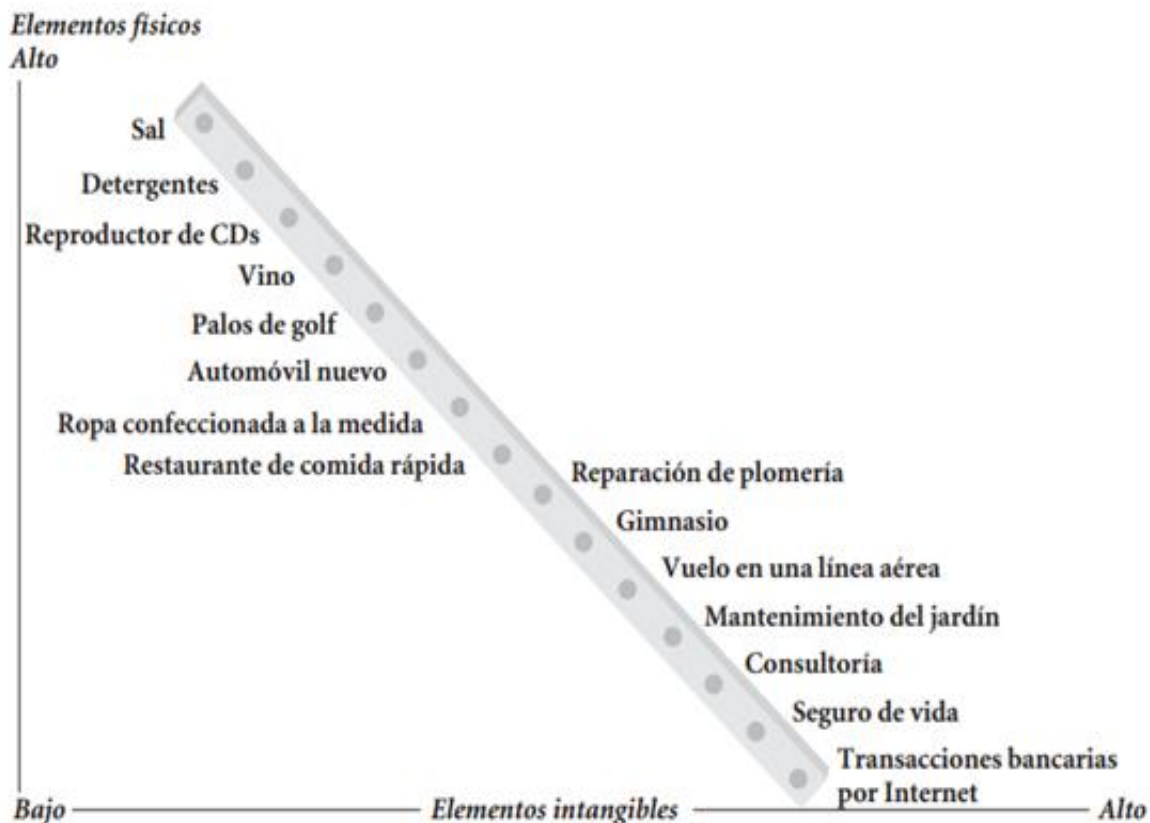 Elementos físicos
Alto
Sal
Detergentes
Reproductor de CDs
Vino
Palos de golf
Automóvil nuevo
Ropa confeccionada a la medida
Restaurante de comida rápida
Reparación de plomería
Gimnasio
Vuelo en una línea aérea
Mantenimiento del jardín
Consultoría
Seguro de vida
Transacciones bancarias
por Internet
Bajo
Elementos intangibles
Alto